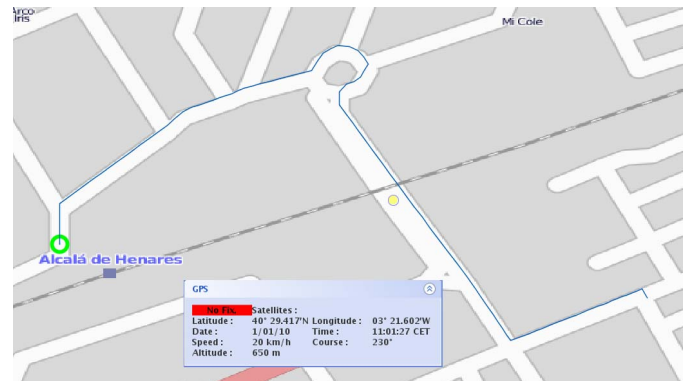 Arco
Iris
Mi Cole
Alcalá de Henares
GPS
No Fix Satellites :
Latitude : 40° 29.417'N Longitude : 03° 21.602'W
Date : 1/01/10 Time : 11:01:27 CET
Speed : 20 km/h Course : 230°
Altitude : 650 m